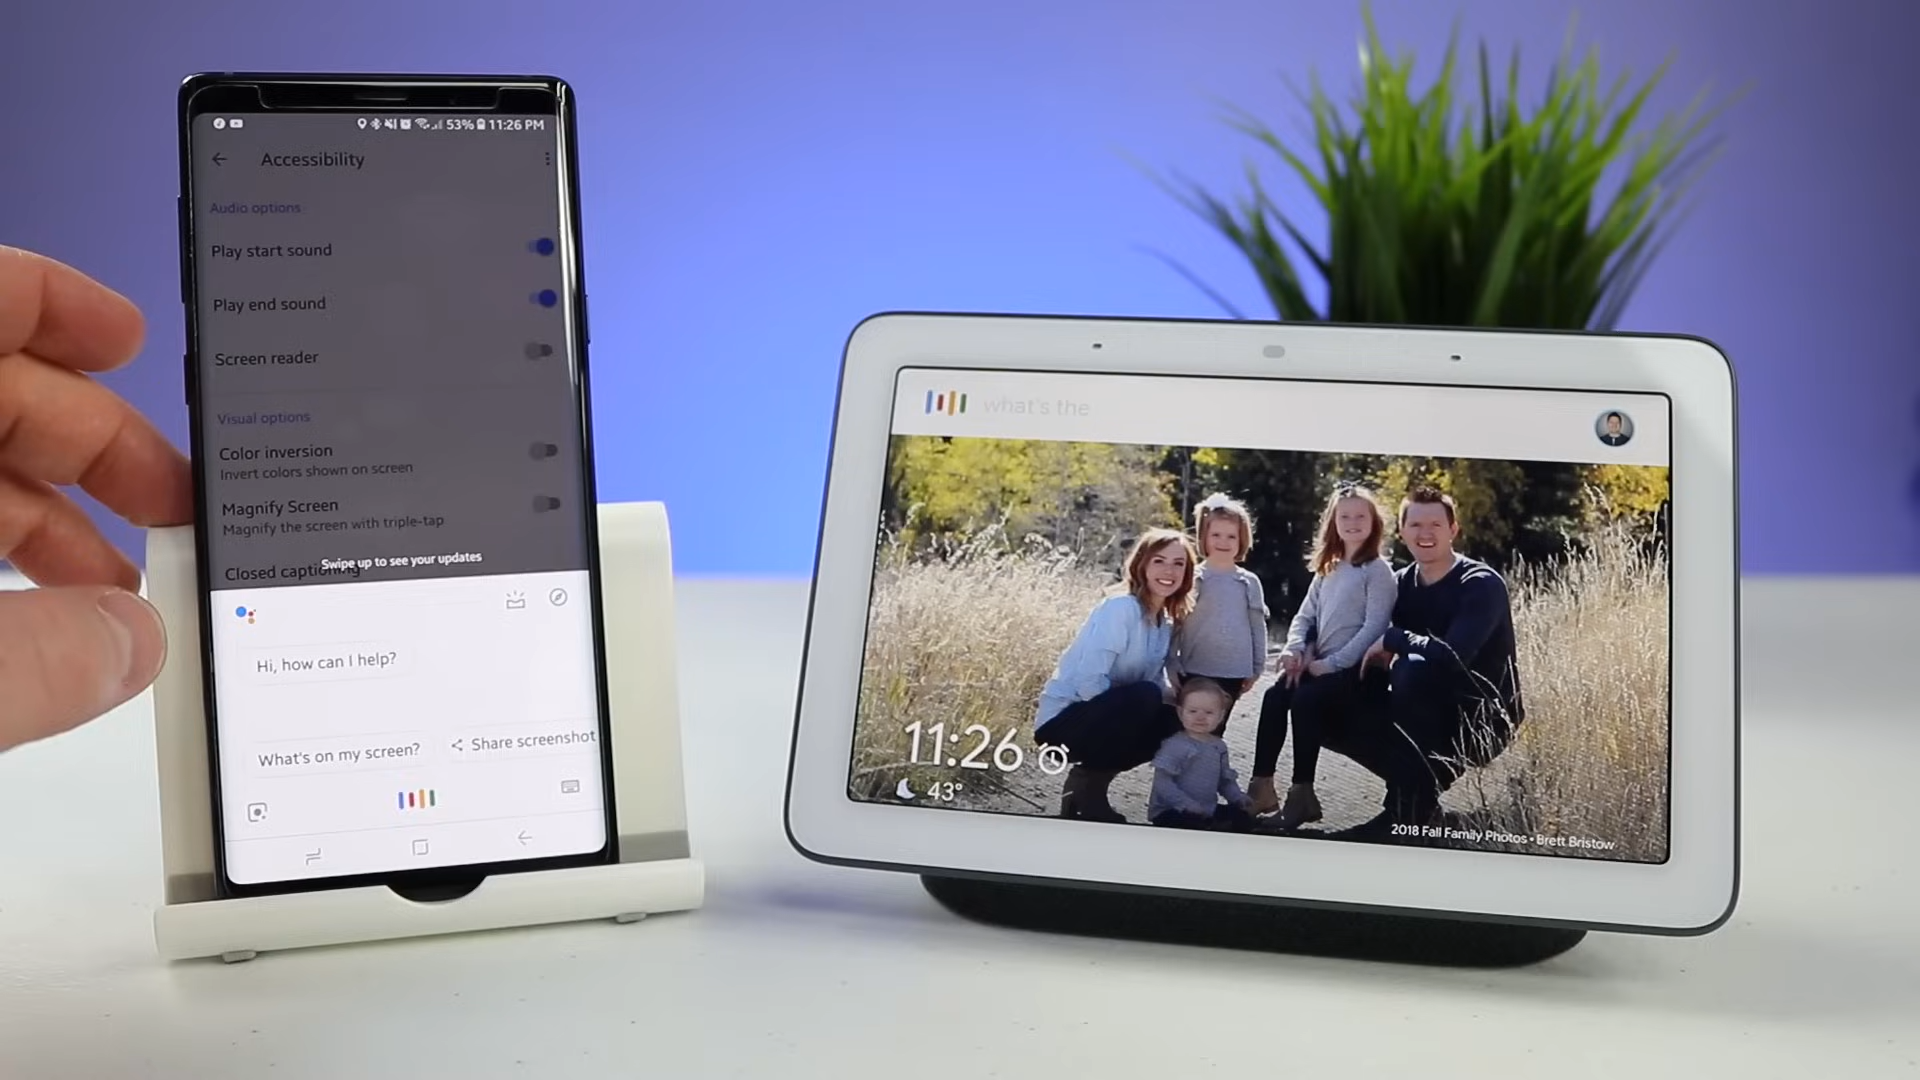 53% 11:26 PM
Accessibility
Audio options
Play start sound
Play end sound
Screen reader
Visual options
Color inversion
Invert colors shown on screen
Magnify Screen
Magnify the screen with triple-tap
Swipe up to see your updates
Closed captioning
Hi, how can I help?
What's on my screen?
Share screenshot
what's the
11:26
43°
2018 Fall Family Photos • Brett Bristow